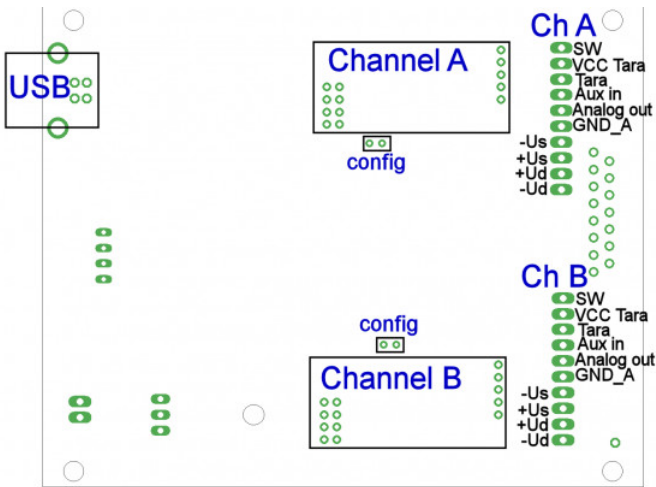 USB
Channel A
config
Ch A
SW
VCC Tara
Tara
Aux in
Analog out
GND_A
-Us
+Us
+Ud
-Ud
config
Channel B
Ch B
SW
VCC Tara
Tara
Aux in
Analog out
GND_A
-Us
+Us
+Ud
-Ud